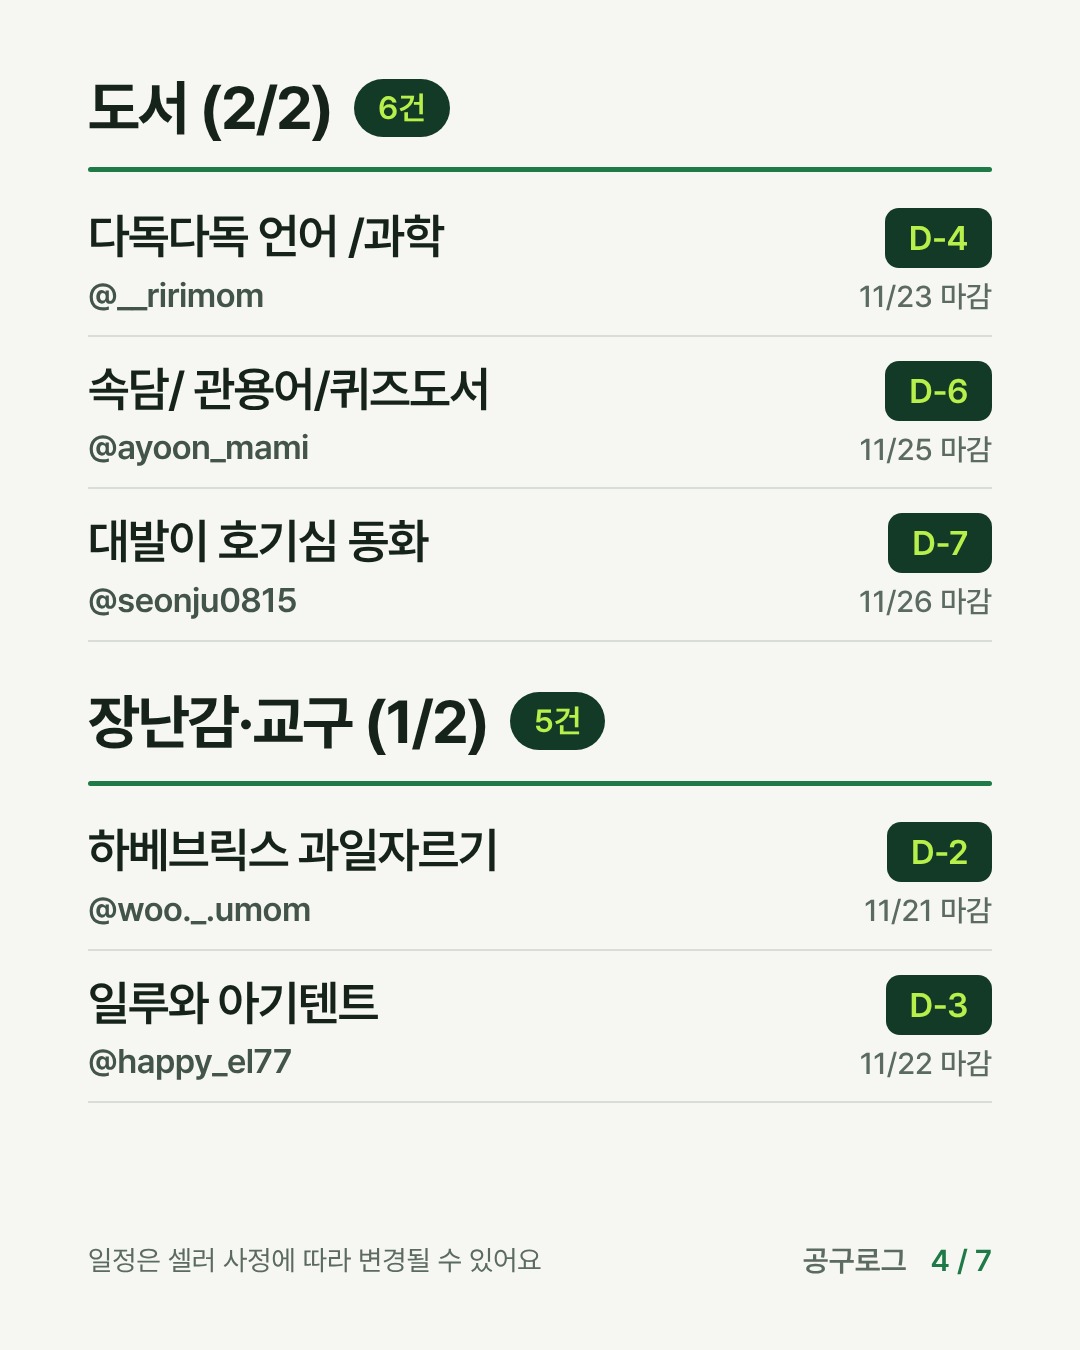 도서 (2/2) 6건
다독다독 언어 /과학 D-4
@__ririmom 11/23 마감
속담/ 관용어/퀴즈도서 D-6
@ayoon_mami 11/25 마감
대발이 호기심 동화 D-7
@seonju0815 11/26 마감
장난감·교구 (1/2) 5건
하베브릭스 과일자르기 D-2
@woo._.umom 11/21 마감
일루와 아기텐트 D-3
@happy_el77 11/22 마감
일정은 셀러 사정에 따라 변경될 수 있어요 공구로그 4 / 7